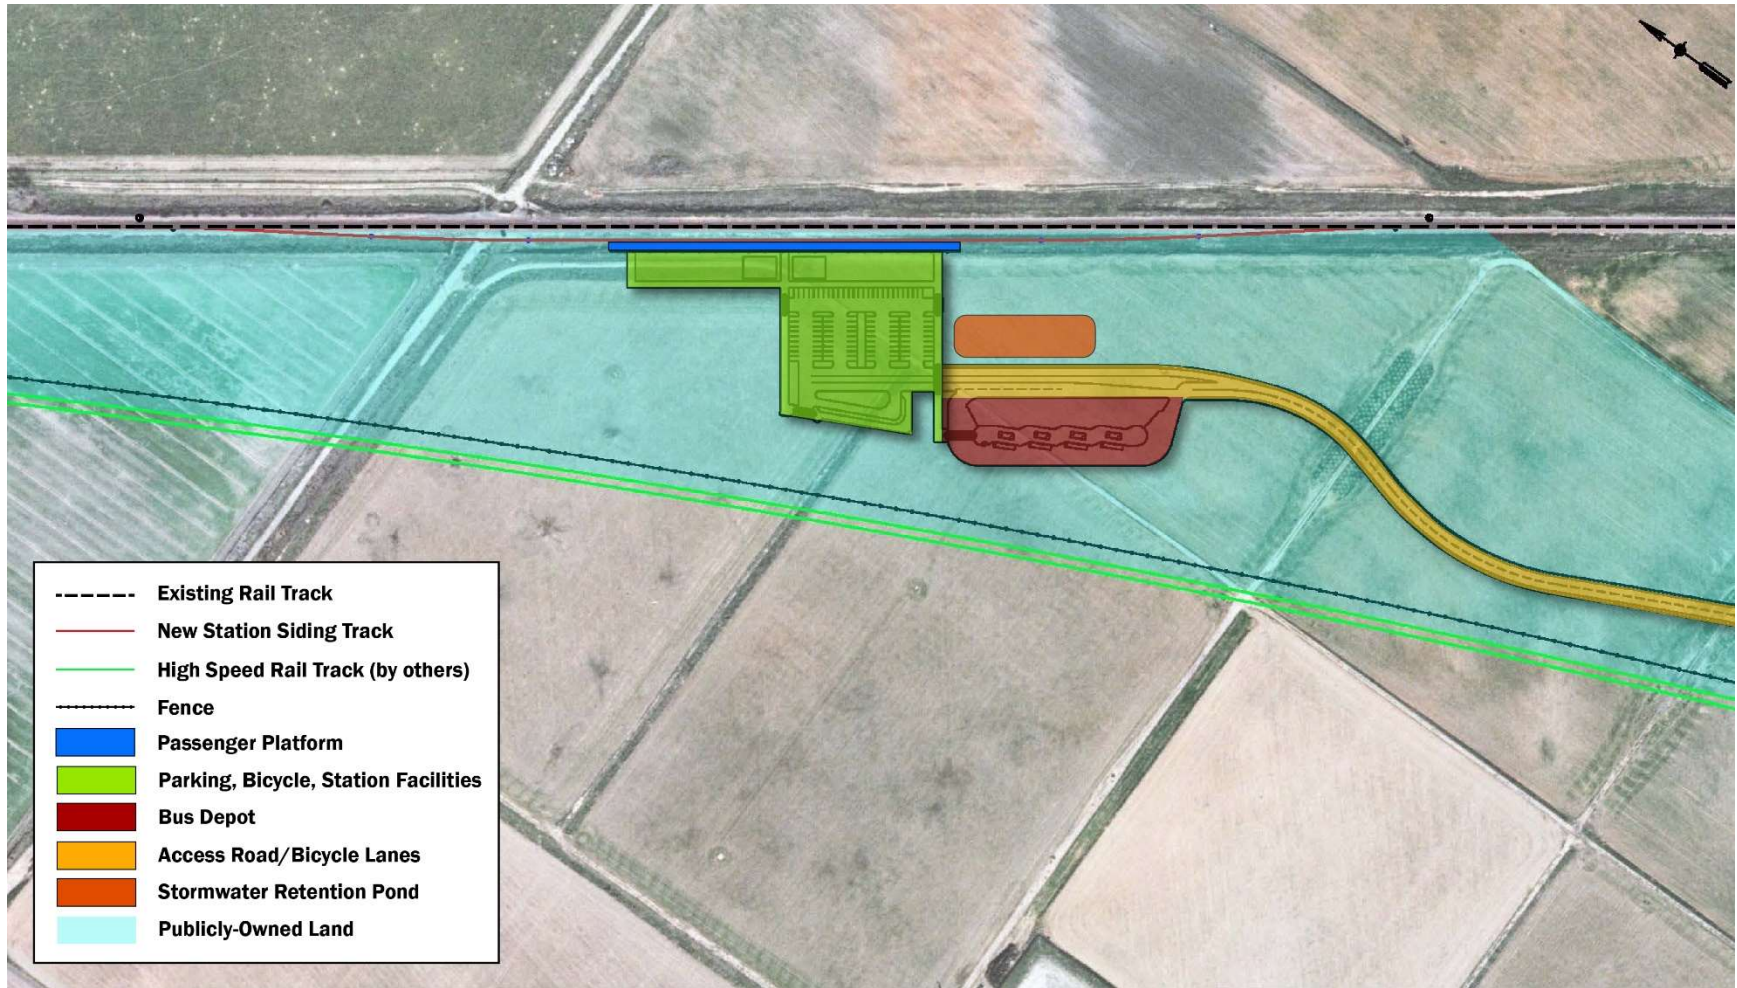 Existing Rail Track
New Station Siding Track
High Speed Rail Track (by others)
Fence
Passenger Platform
Parking, Bicycle, Station Facilities
Bus Depot
Access Road/Bicycle Lanes
Stormwater Retention Pond
Publicly-Owned Land